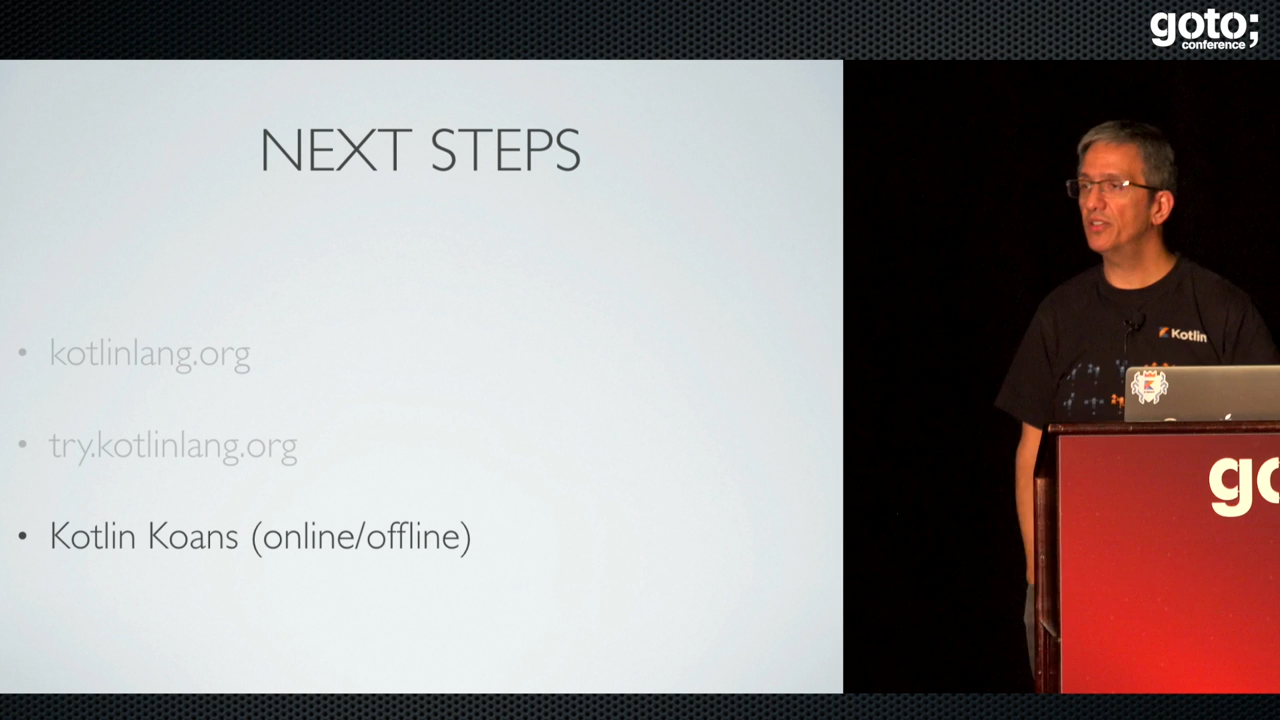 goto;
conference
NEXT STEPS
• kotlinlang.org
• try.kotlinlang.org
• Kotlin Koans (online/offline)
Kotlin
go